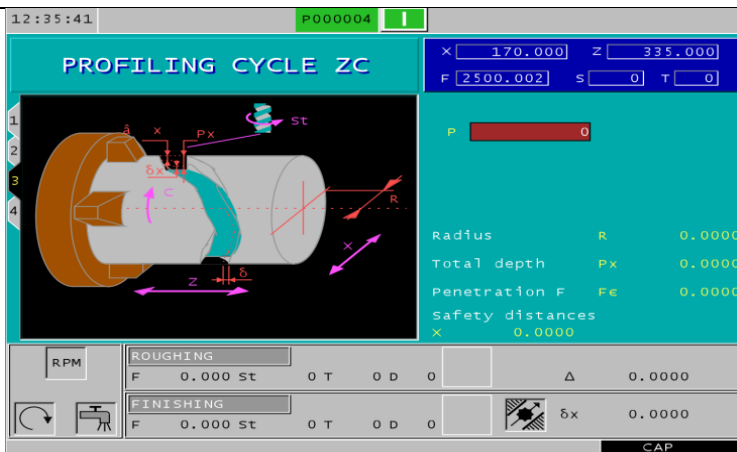 12:35:41 P000004 I
PROFILING CYCLE ZC
X 170.000 Z 335.000
F 2500.002 S 0 T 0
1
2
3
4
â x Px St
δx
C
R
X
Z δ
P 0
Radius R 0.0000
Total depth Px 0.0000
Penetration F F€ 0.0000
Safety distances
X 0.0000
RPM
ROUGHING
F 0.000 St 0 T 0 D 0 Δ 0.0000
FINISHING
F 0.000 St 0 T 0 D 0 δx 0.0000
CAP